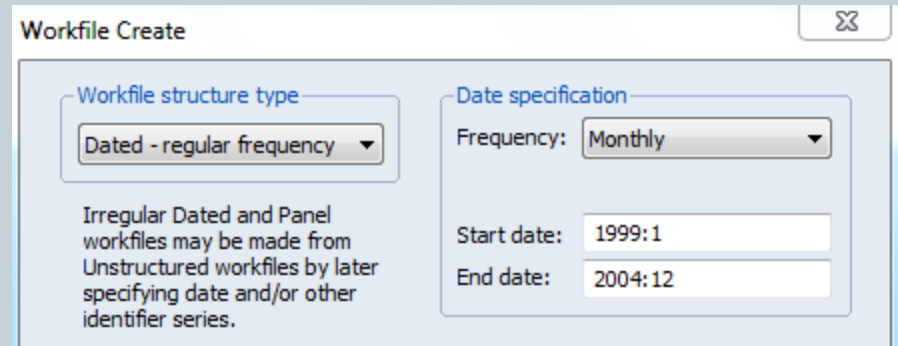 Workfile Create
Workfile structure type
Dated - regular frequency
Irregular Dated and Panel
workfiles may be made from
Unstructured workfiles by later
specifying date and/or other
identifier series.
Date specification
Frequency: Monthly
Start date: 1999:1
End date: 2004:12